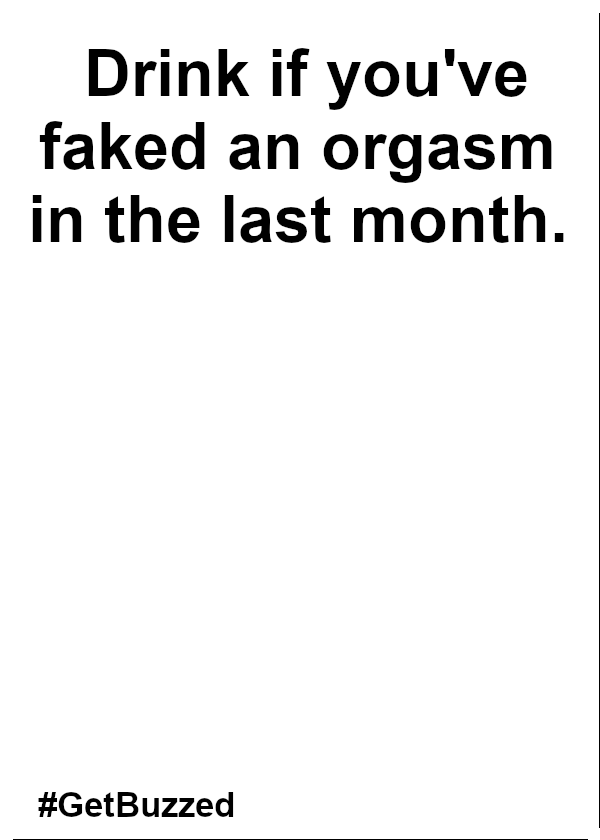 Drink if you've
faked an orgasm
in the last month.
#GetBuzzed